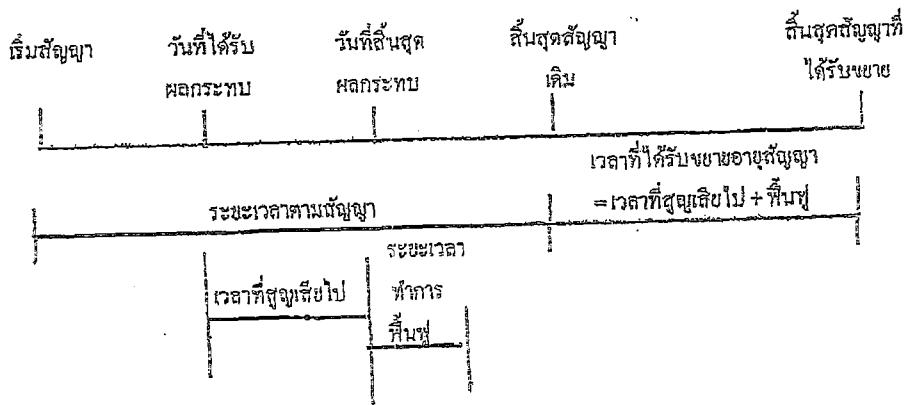 เริ่มสัญญา
วันที่ได้รับ
ผลกระทบ
วันที่สิ้นสุด
ผลกระทบ
สิ้นสุดสัญญา
เดิม
สิ้นสุดสัญญาที่
ได้รับขยาย
เวลาที่ได้รับขยายอายุสัญญา
=เวลาที่สูญเสียไป + ฟื้นฟู
ระยะเวลาตามสัญญา
เวลาที่สูญเสียไป
ระยะเวลา
ทำการ
ฟื้นฟู